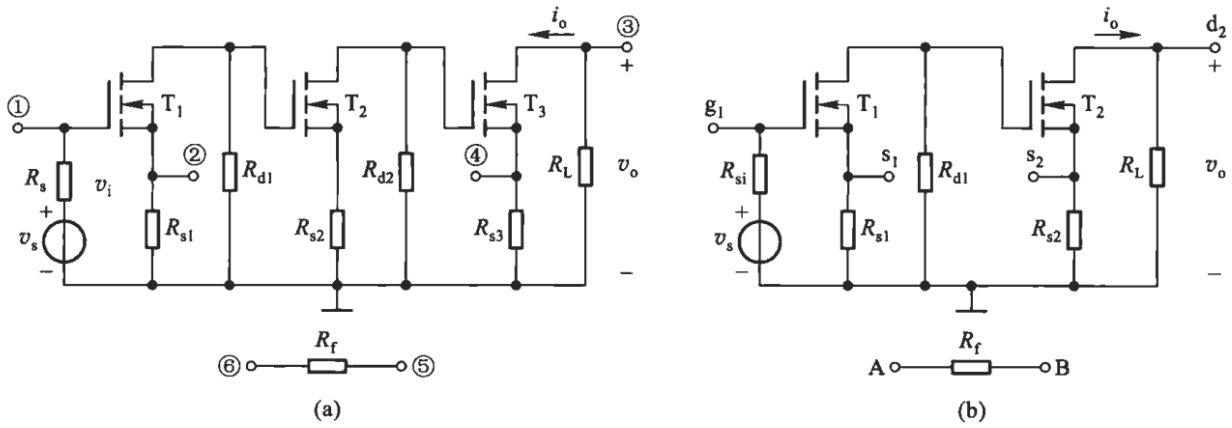 ① ② ③ ④
R_s v_i v_s T_1 R_s1 R_d1 T_2 R_s2 R_d2 T_3 R_s3 R_L i_o + v_o −
+ −
⑥ R_f ⑤
(a)
g_1 s_1 s_2 d_2
R_si v_s T_1 R_s1 R_d1 T_2 R_s2 R_L i_o + v_o −
+ −
A R_f B
(b)